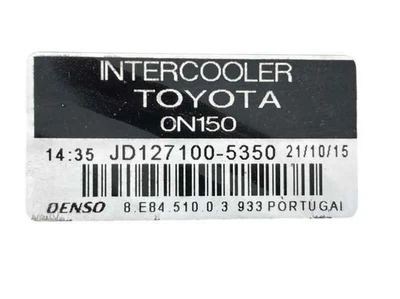 INTERCOOLER
TOYOTA
0N150
14:35 JD127100-5350 21/10/15
DENSO 8.E84.510.0 3 933 PORTUGAL